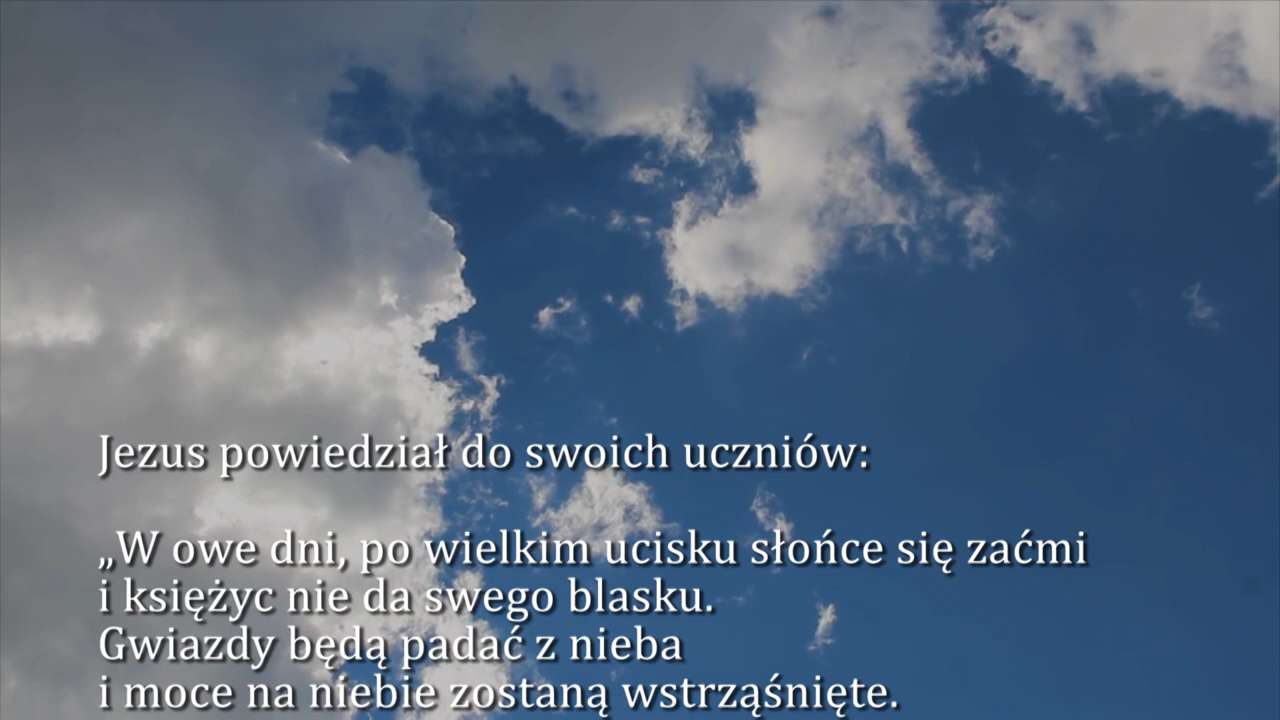 Jezus powiedział do swoich uczniów:
„W owe dni, po wielkim ucisku słońce się zaćmi
i księżyc nie da swego blasku.
Gwiazdy będą padać z nieba
i moce na niebie zostaną wstrząśnięte.